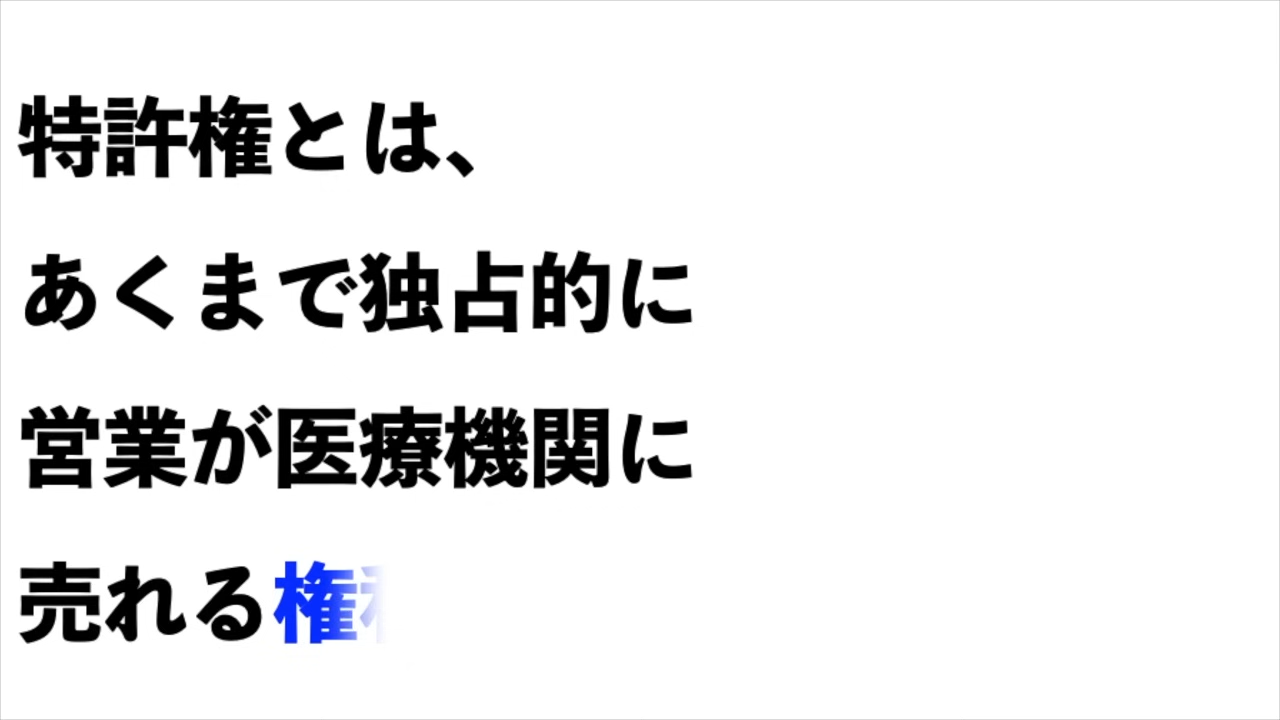 特許権とは、
あくまで独占的に
営業が医療機関に
売れる権